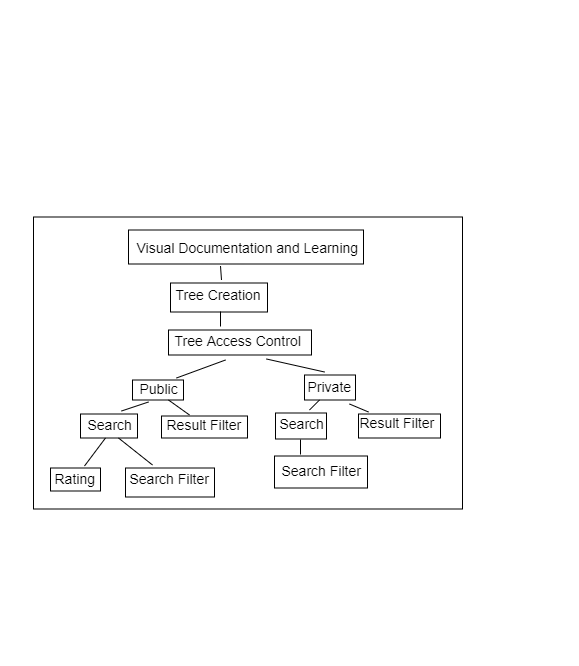 Visual Documentation and Learning
Tree Creation
Tree Access Control
Public
Private
Search
Result Filter
Search
Result Filter
Rating
Search Filter
Search Filter